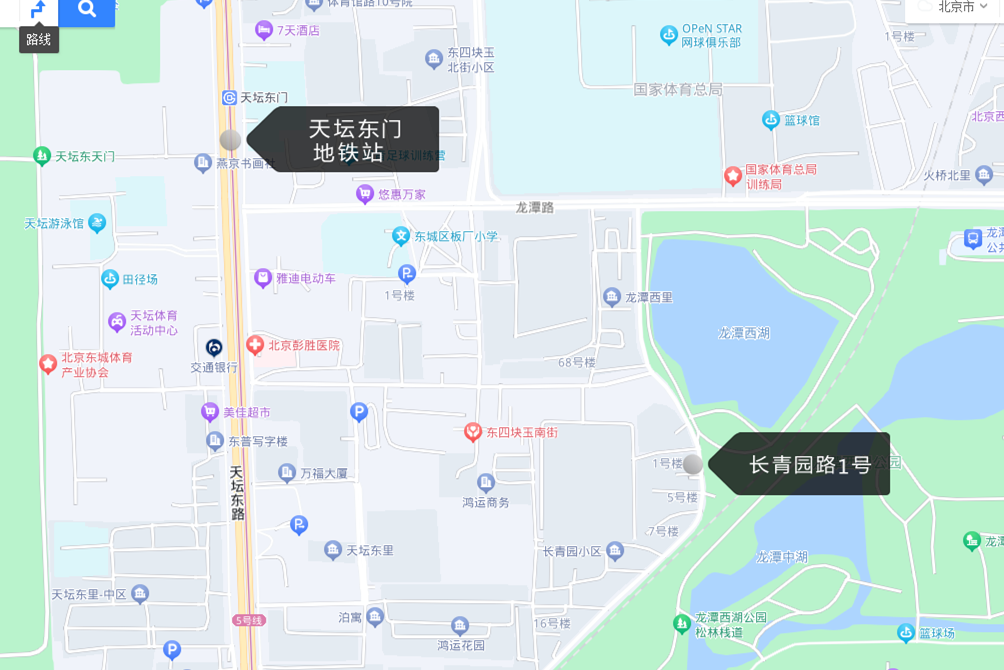 体育馆路10号院
北京市
7天酒店
OPeN STAR
网球俱乐部
1号楼
路线
东四块玉
北街小区
国家体育总局
天坛东门
天坛东门
地铁站
篮球馆
足球训练营
天坛东天门
燕京书画社
国家体育总局
训练局
火桥北里
悠惠万家
龙潭路
天坛游泳馆
东城区板厂小学
田径场
雅迪电动车
1号楼
龙潭西里
天坛体育
活动中心
龙潭西湖
北京彭胜医院
北京东城体育
产业协会
交通银行
68号楼
美佳超市
东四块玉南街
东普写字楼
1号楼
长青园路1号
公园
万福大厦
天坛东路
鸿运商务
5号楼
7号楼
天坛东里
长青园小区
龙潭中湖
天坛东里-中区
5号线
泊寓
16号楼
龙潭西湖公园
松林栈道
篮球场
鸿运花园